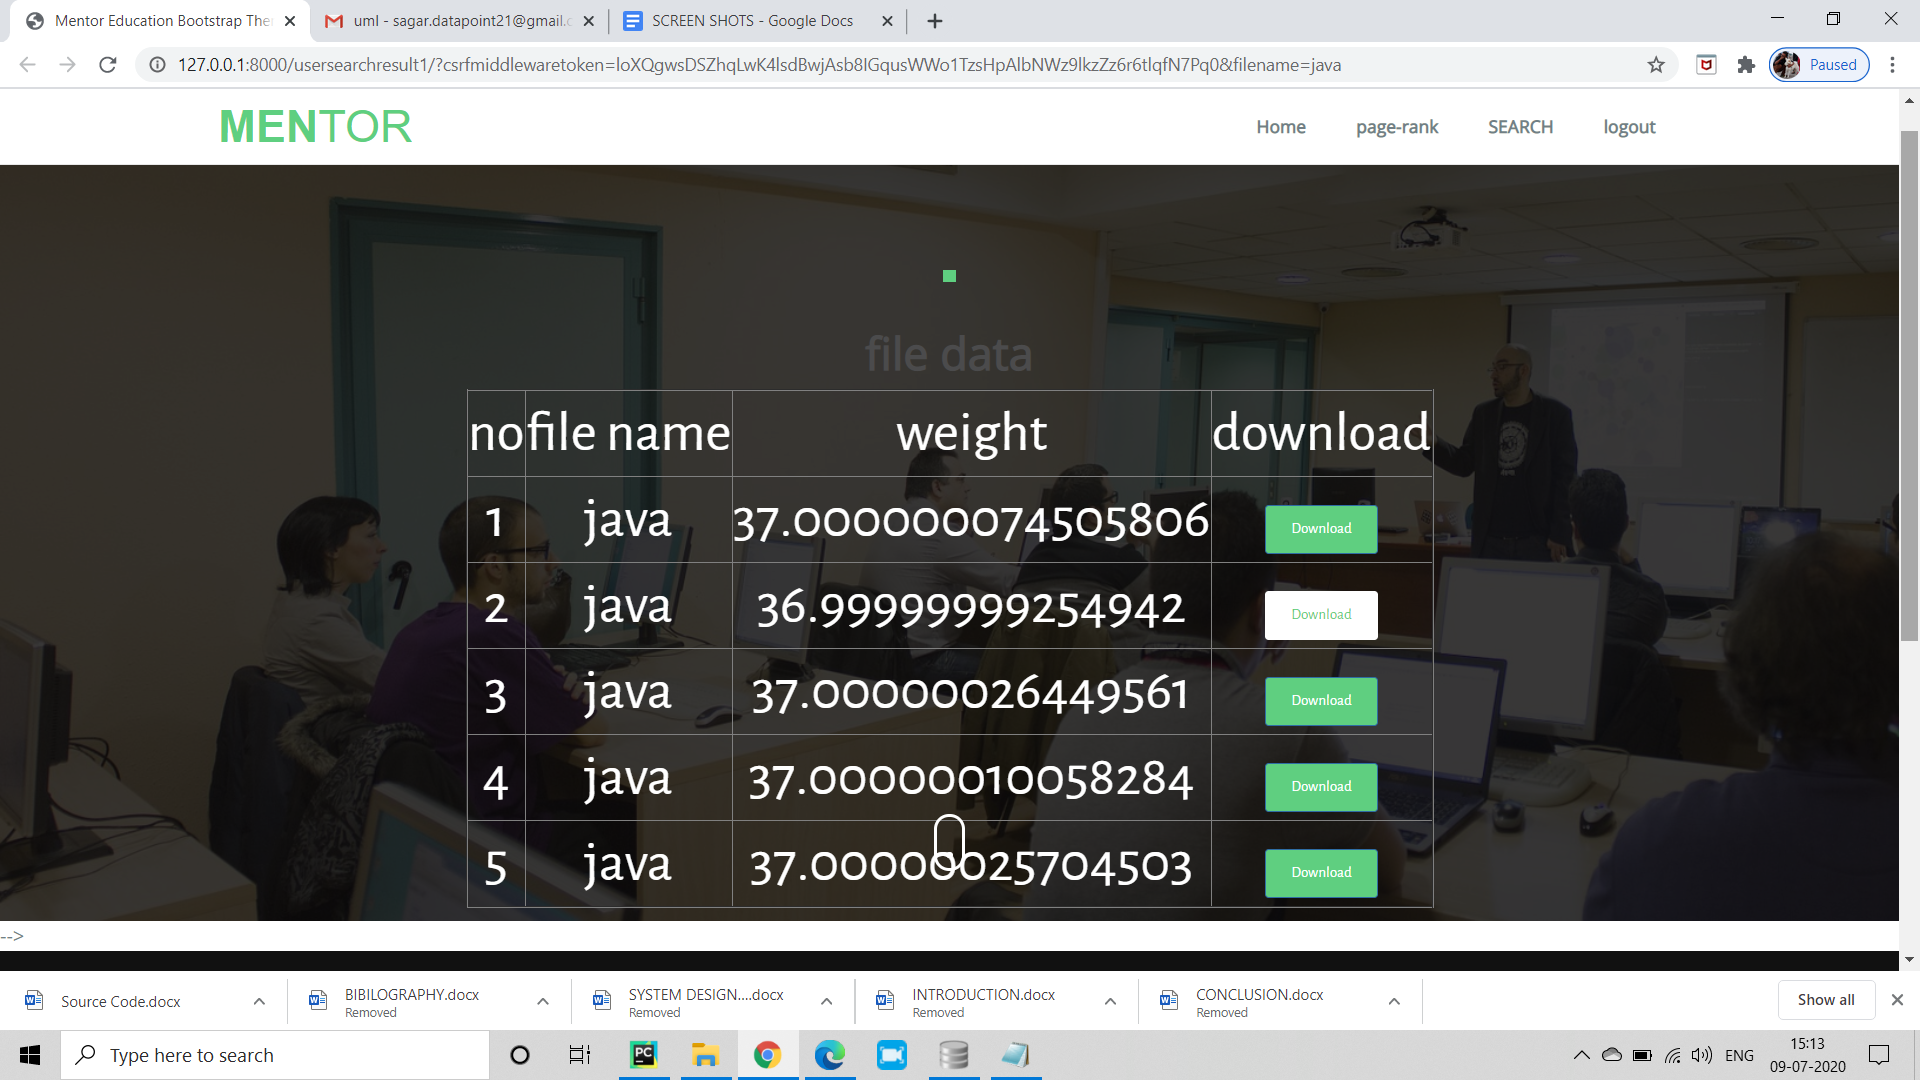 Mentor Education Bootstrap The
uml - sagar.datapoint21@gmail.c
SCREEN SHOTS - Google Docs
127.0.0.1:8000/usersearchresult1/?csrfmiddlewaretoken=loXQgwsDSZhqLwK4lsdBwjAsb8IGqusWWo1TzsHpAlbNWz9lkzZz6r6tlqfN7Pq0&filename=java
Paused
MENTOR
Home page-rank SEARCH logout
file data
no file name weight download
1 java 37.000000074505806 Download
2 java 36.99999999254942 Download
3 java 37.00000026449561 Download
4 java 37.00000010058284 Download
5 java 37.00000025704503 Download
-->
Source Code.docx
BIBILOGRAPHY.docx
Removed
SYSTEM DESIGN....docx
Removed
INTRODUCTION.docx
Removed
CONCLUSION.docx
Removed
Show all
Type here to search
PC
ENG
15:13
09-07-2020